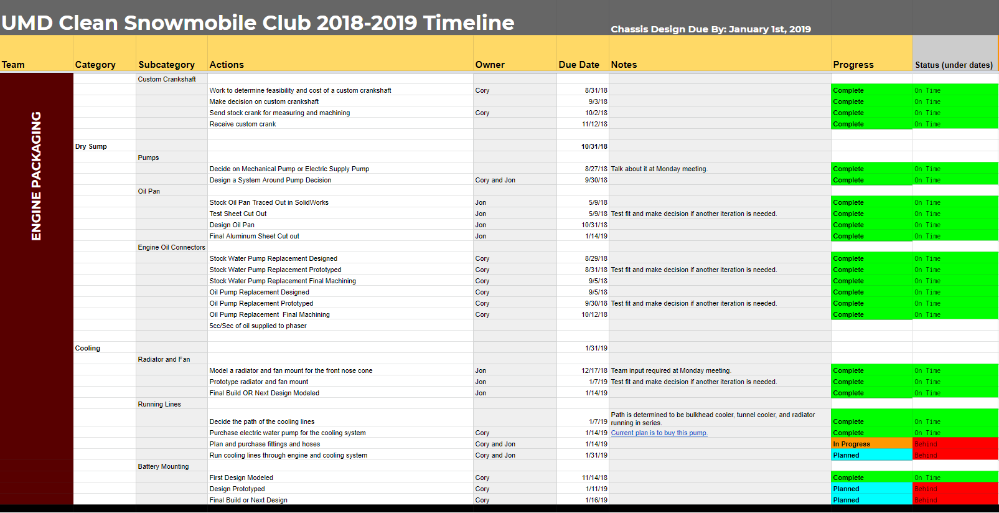 UMD Clean Snowmobile Club 2018-2019 Timeline Chassis Design Due By: January 1st, 2019
Team Category Subcategory Actions Owner Due Date Notes Progress Status (under dates)
ENGINE PACKAGING
Custom Crankshaft
Work to determine feasibility and cost of a custom crankshaft Cory 8/31/18 Complete On Time
Make decision on custom crankshaft 9/3/18 Complete On Time
Send stock crank for measuring and machining Cory 10/2/18 Complete On Time
Receive custom crank 11/12/18 Complete On Time
Dry Sump 10/31/18
Pumps
Decide on Mechanical Pump or Electric Supply Pump 8/27/18 Talk about it at Monday meeting. Complete On Time
Design a System Around Pump Decision Cory and Jon 9/30/18 Complete On Time
Oil Pan
Stock Oil Pan Traced Out in SolidWorks Jon 5/9/18 Complete On Time
Test Sheet Cut Out Jon 5/9/18 Test fit and make decision if another iteration is needed. Complete On Time
Design Oil Pan Jon 10/31/18 Complete On Time
Final Aluminum Sheet Cut out Jon 1/14/19 Complete On Time
Engine Oil Connectors
Stock Water Pump Replacement Designed Cory 8/29/18 Complete On Time
Stock Water Pump Replacement Prototyped Cory 8/31/18 Test fit and make decision if another iteration is needed. Complete On Time
Stock Water Pump Replacement Final Machining Cory 9/5/18 Complete On Time
Oil Pump Replacement Designed Cory 9/5/18 Complete On Time
Oil Pump Replacement Prototyped Cory 9/30/18 Test fit and make decision if another iteration is needed. Complete On Time
Oil Pump Replacement  Final Machining Cory 10/12/18 Complete On Time
5cc/Sec of oil supplied to phaser
Cooling 1/31/19
Radiator and Fan
Model a radiator and fan mount for the front nose cone Jon 12/17/18 Team input required at Monday meeting. Complete On Time
Prototype radiator and fan mount Jon 1/7/19 Test fit and make decision if another iteration is needed. Complete On Time
Final Build OR Next Design Modeled Jon 1/14/19 Complete On Time
Running Lines
Path is determined to be bulkhead cooler, tunnel cooler, and radiator
Decide the path of the cooling lines 1/7/19 running in series. Complete On Time
Purchase electric water pump for the cooling system Cory 1/14/19 Current plan is to buy this pump. Complete On Time
Plan and purchase fittings and hoses Cory and Jon 1/14/19 In Progress Behind
Run cooling lines through engine and cooling system Cory and Jon 1/31/19 Planned Behind
Battery Mounting
First Design Modeled Cory 11/14/18 Complete On Time
Design Prototyped Cory 1/11/19 Planned Behind
Final Build or Next Design Cory 1/16/19 Planned Behind